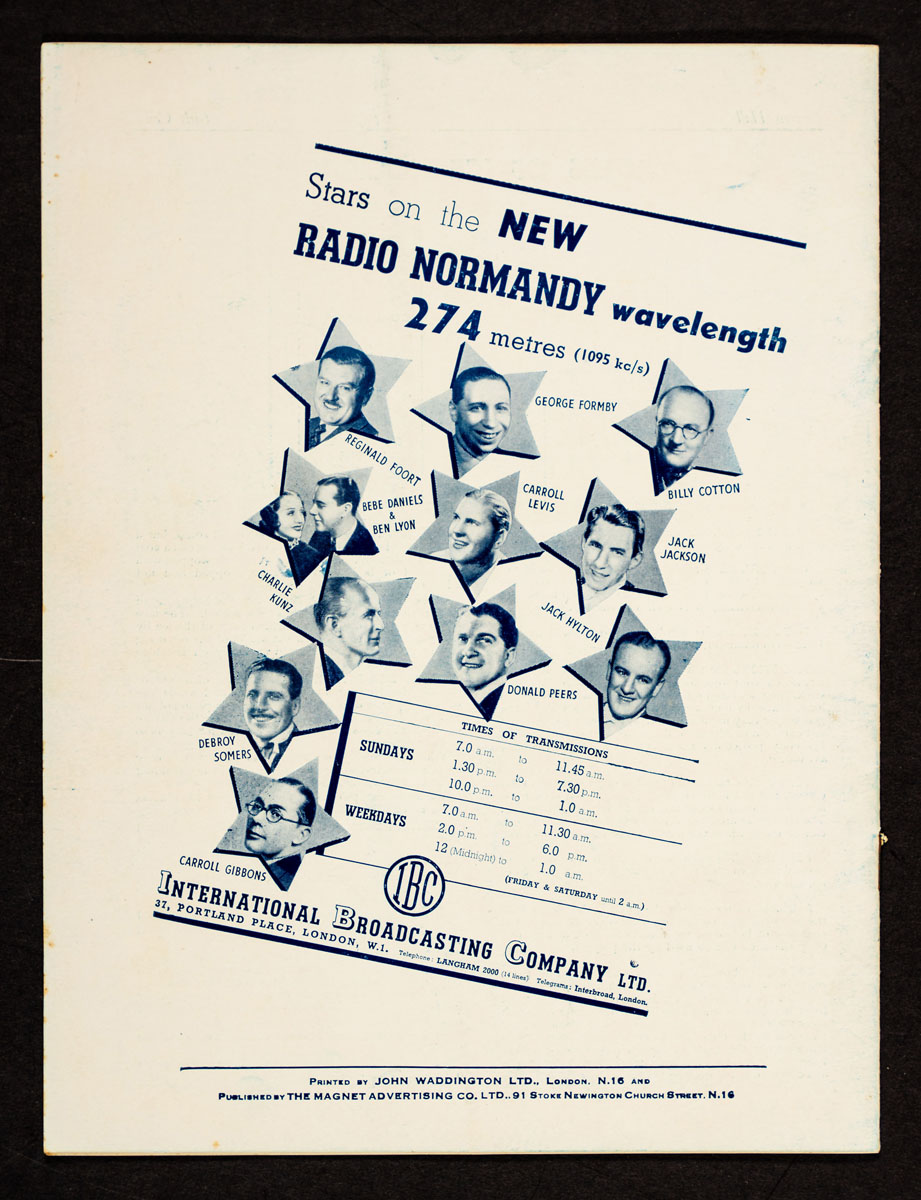 Stars on the NEW
RADIO NORMANDY wavelength
274 metres (1095 kc/s)
REGINALD FOORT
GEORGE FORMBY
BILLY COTTON
BEBE DANIELS
&
BEN LYON
CARROLL
LEVIS
JACK
JACKSON
CHARLIE
KUNZ
DONALD PEERS
JACK HYLTON
DEBROY
SOMERS
CARROLL GIBBONS
TIMES OF TRANSMISSIONS
SUNDAYS
7.0 a.m. to 11.45 a.m.
1.30 p.m. to 7.30 p.m.
10.0 p.m. to 1.0 a.m.
WEEKDAYS
7.0 a.m. to 11.30 a.m.
2.0 p.m. to 6.0 p.m.
12 (Midnight) to 1.0 a.m.
(FRIDAY & SATURDAY until 2 a.m.)
IBC
INTERNATIONAL BROADCASTING COMPANY LTD.
37, PORTLAND PLACE, LONDON, W.1. Telephone: LANGHAM 2000 (14 lines) Telegrams: Interbroad, London.
PRINTED BY JOHN WADDINGTON LTD., LONDON. N.16 AND
PUBLISHED BY THE MAGNET ADVERTISING CO. LTD.. 91 STOKE NEWINGTON CHURCH STREET. N.16